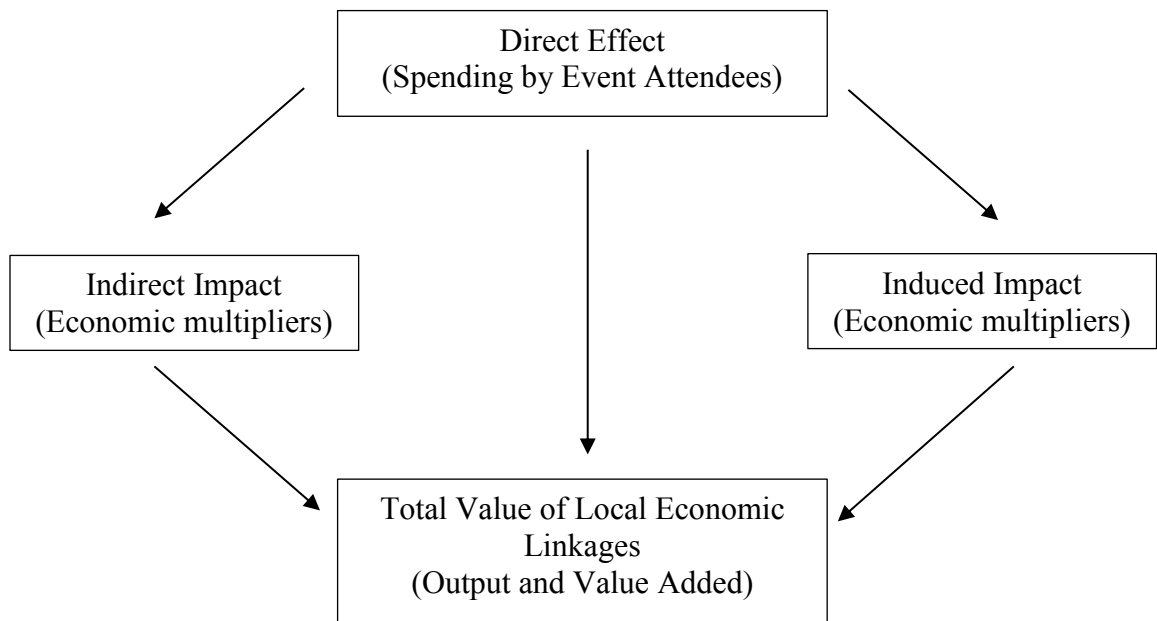 Direct Effect
(Spending by Event Attendees)
Indirect Impact
(Economic multipliers)
Induced Impact
(Economic multipliers)
Total Value of Local Economic
Linkages
(Output and Value Added)